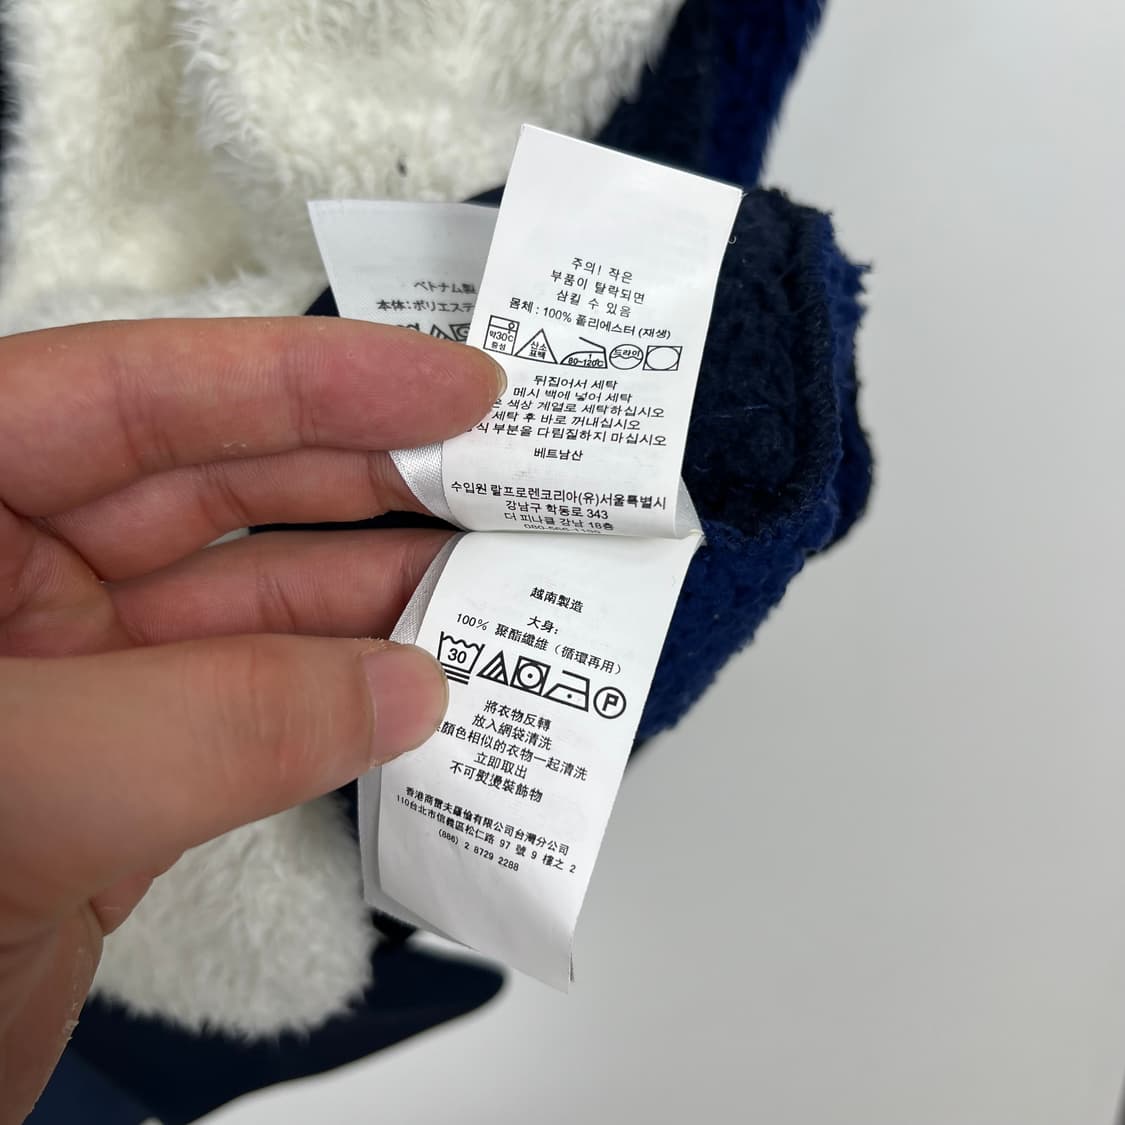 ベトナム製
本体:ポリエステ
주의! 작은
부품이 탈락되면
삼킬 수 있음
몸체 : 100% 폴리에스터 (재생)
약30℃
중성
산소
표백
80~120℃
드라이
뒤집어서 세탁
메시 백에 넣어 세탁
색상 계열로 세탁하십시오
세탁 후 바로 꺼내십시오
식 부분을 다림질하지 마십시오
베트남산
수입원 랄프로렌코리아(유)서울특별시
강남구 학동로 343
더 피나클 강남 18층
越南製造
大身:
100% 聚酯纖維 (循環再用)
30
P
將衣物反轉
放入網袋清洗
顏色相似的衣物一起清洗
立即取出
不可熨燙裝飾物
香港商雷夫羅倫有限公司台灣分公司
110台北市信義區松仁路 97 號 9 樓之 2
(886) 2 8729 2288